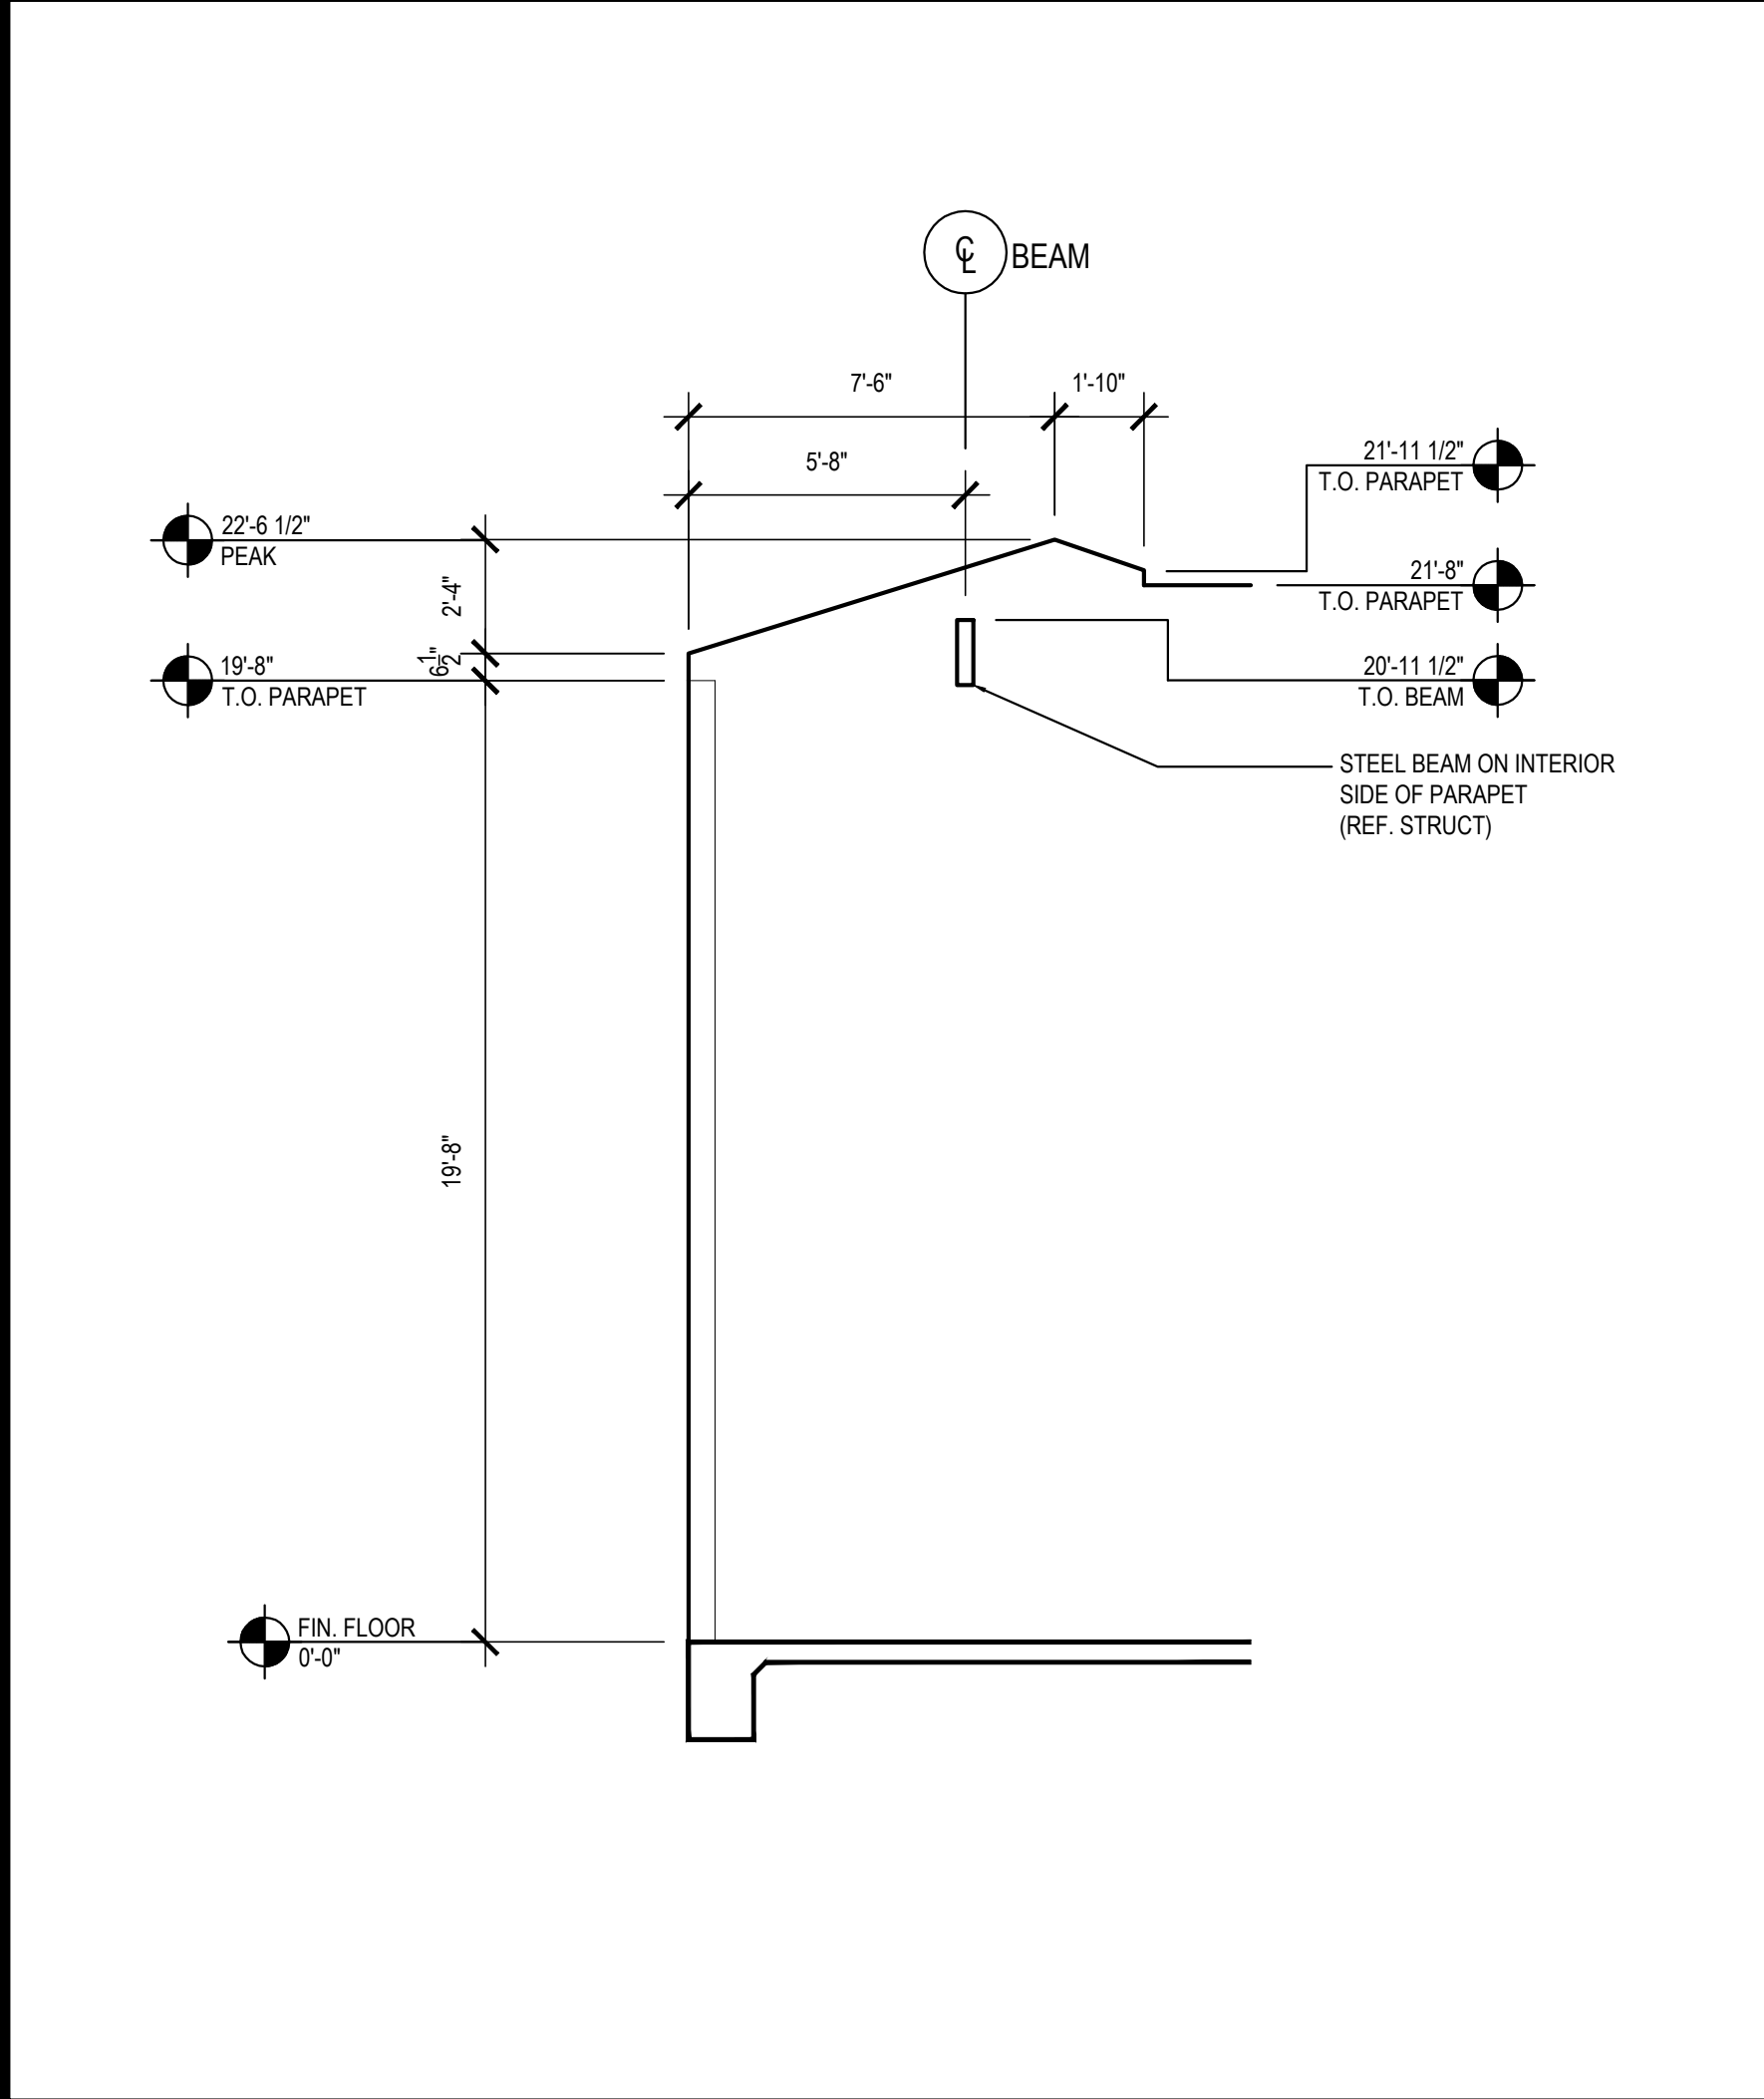 ℄ BEAM
7'-6"
1'-10"
5'-8"
21'-11 1/2"
T.O. PARAPET
22'-6 1/2"
PEAK
21'-8"
T.O. PARAPET
2'-4"
6 1/2"
19'-8"
T.O. PARAPET
20'-11 1/2"
T.O. BEAM
STEEL BEAM ON INTERIOR
SIDE OF PARAPET
(REF. STRUCT)
19'-8"
FIN. FLOOR
0'-0"